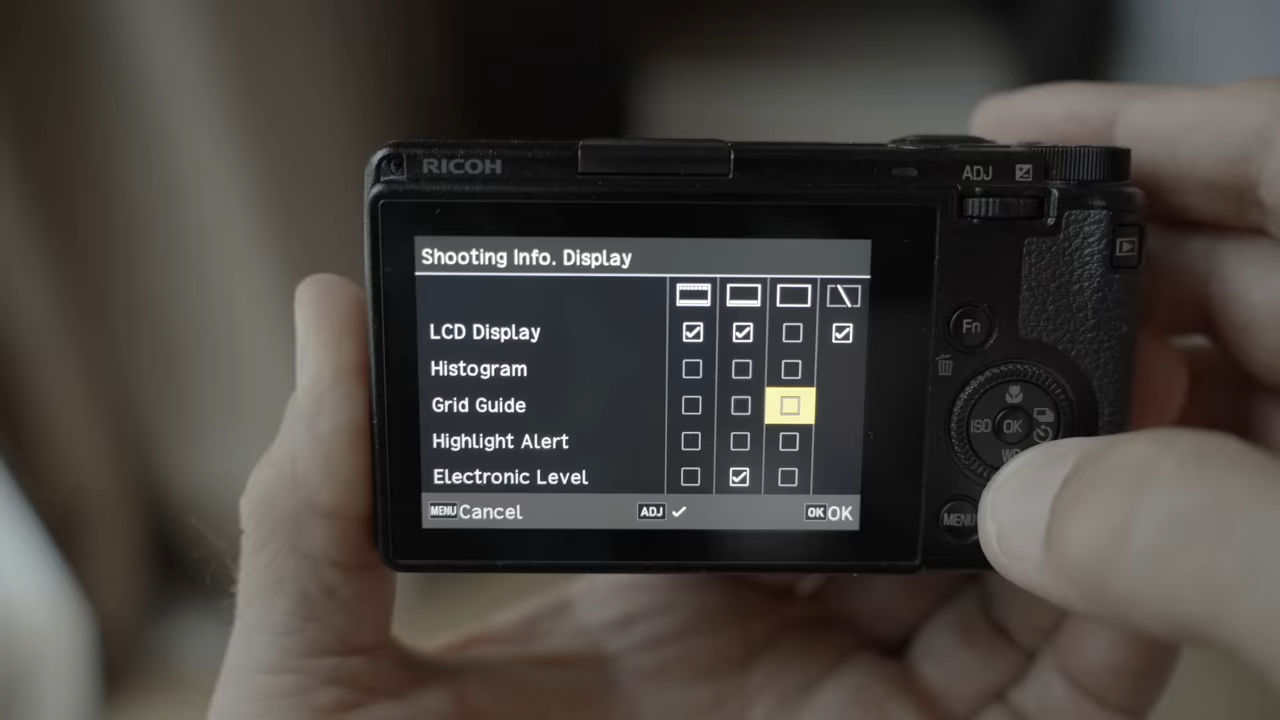 RICOH
ADJ
Shooting Info. Display
LCD Display
Histogram
Grid Guide
Highlight Alert
Electronic Level
MENU Cancel ADJ OK OK
Fn
ISO OK
MENU